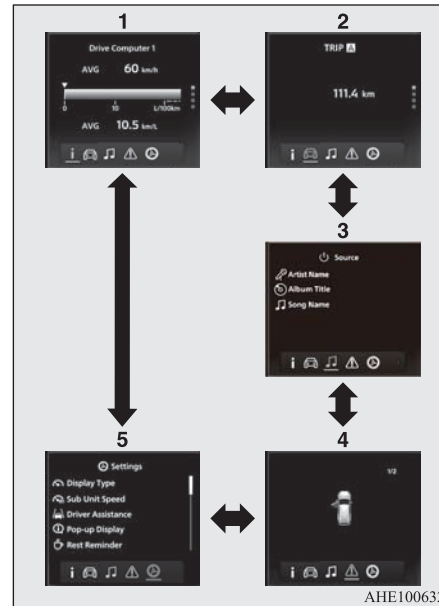 1
Drive Computer 1
AVG 60 km/h
0 10 L/100km
AVG 10.5 km/L
i
2
TRIP A
111.4 km
i
3
Source
Artist Name
Album Title
Song Name
i
5
Settings
Display Type
Sub Unit Speed
Driver Assistance
Pop-up Display
Rest Reminder
i
4
1/2
i